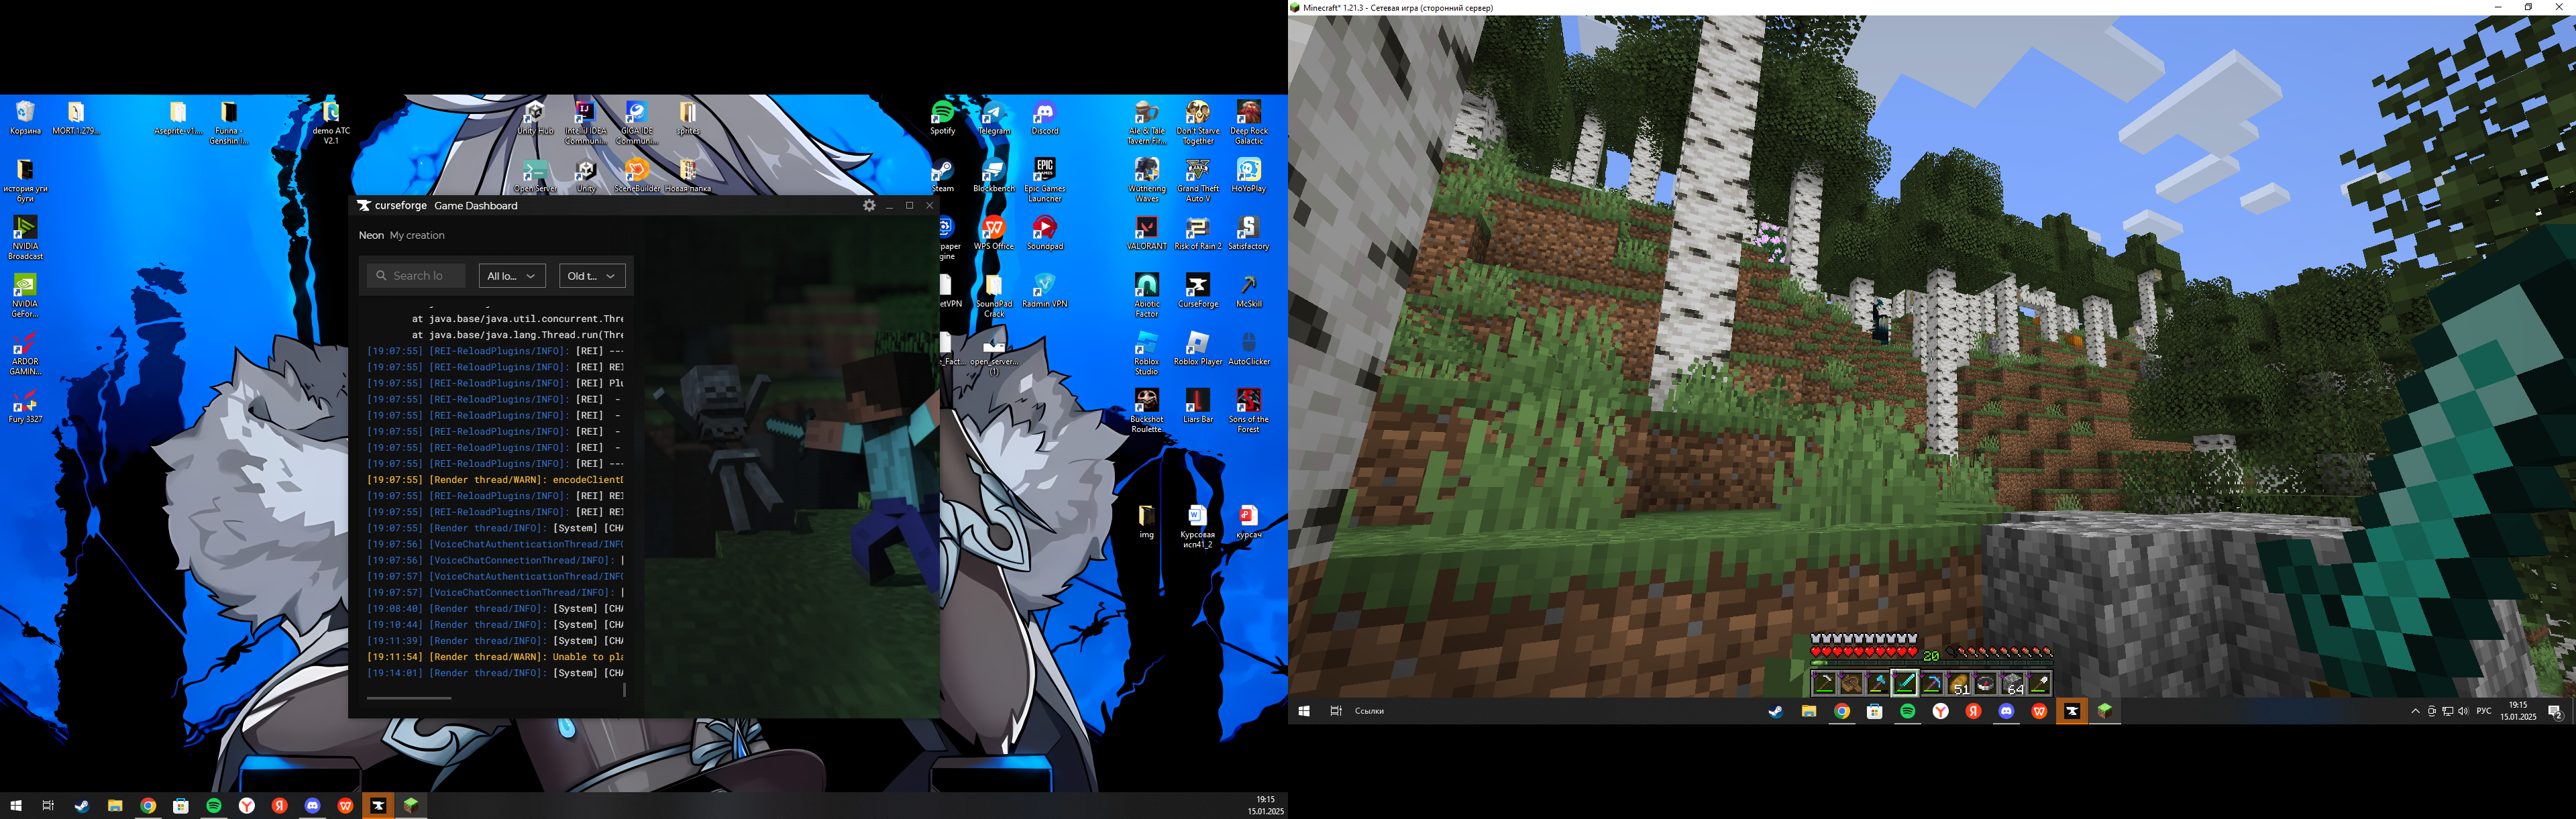 Корзина
MORT.1.279...
Aseprite-v1....
Funna - Genshin I...
demo ATC V2.1
Unity Hub
IntelliJ IDEA Communi...
GIGA IDE Communi...
sprites
Spotify
Telegram
Discord
Ale & Tale Tavern Fir...
Don't Starve Together
Deep Rock Galactic
история уги буги
Open Server
Unity
SceneBuilder
Новая папка
Steam
Blockbench
Epic Games Launcher
Wuthering Waves
Grand Theft Auto V
HoYoPlay
NVIDIA Broadcast
WPS Office
Soundpad
VALORANT
Risk of Rain 2
Satisfactory
NVIDIA GeFor...
SoundPad Crack
Radmin VPN
Abiotic Factor
CurseForge
McSkill
ARDOR GAMIN...
open_server... (1)
Roblox Studio
Roblox Player
AutoClicker
Fury 3327
Buckshot Roulette
Liars Bar
Sons of the Forest
img
Курсовая исп41_2
курсач
curseforge Game Dashboard
Neon My creation
Search lo
All lo...
Old t...
at java.base/java.util.concurrent.Thre
at java.base/java.lang.Thread.run(Thre
[19:07:55] [REI-ReloadPlugins/INFO]: [REI] ---
[19:07:55] [REI-ReloadPlugins/INFO]: [REI] REI
[19:07:55] [REI-ReloadPlugins/INFO]: [REI] Plu
[19:07:55] [REI-ReloadPlugins/INFO]: [REI] -
[19:07:55] [REI-ReloadPlugins/INFO]: [REI] -
[19:07:55] [REI-ReloadPlugins/INFO]: [REI] -
[19:07:55] [REI-ReloadPlugins/INFO]: [REI] -
[19:07:55] [REI-ReloadPlugins/INFO]: [REI] ---
[19:07:55] [Render thread/WARN]: encodeClientD
[19:07:55] [REI-ReloadPlugins/INFO]: [REI] REI
[19:07:55] [REI-ReloadPlugins/INFO]: [REI] REI
[19:07:55] [Render thread/INFO]: [System] [CHA
[19:07:56] [VoiceChatAuthenticationThread/INFO
[19:07:56] [VoiceChatConnectionThread/INFO]: [
[19:07:57] [VoiceChatAuthenticationThread/INFO
[19:07:57] [VoiceChatConnectionThread/INFO]: [
[19:08:40] [Render thread/INFO]: [System] [CHA
[19:10:44] [Render thread/INFO]: [System] [CHA
[19:11:39] [Render thread/INFO]: [System] [CHA
[19:11:54] [Render thread/WARN]: Unable to pla
[19:14:01] [Render thread/INFO]: [System] [CHA
19:15
15.01.2025
Minecraft* 1.21.3 - Сетевая игра (сторонний сервер)
20
51
64
Ссылки
РУС
19:15
15.01.2025
2